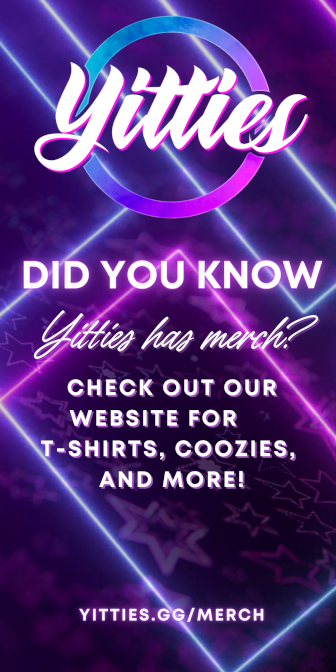 Yitties
DID YOU KNOW
Yitties has merch?
CHECK OUT OUR
WEBSITE FOR
T-SHIRTS, COOZIES,
AND MORE!
YITTIES.GG/MERCH